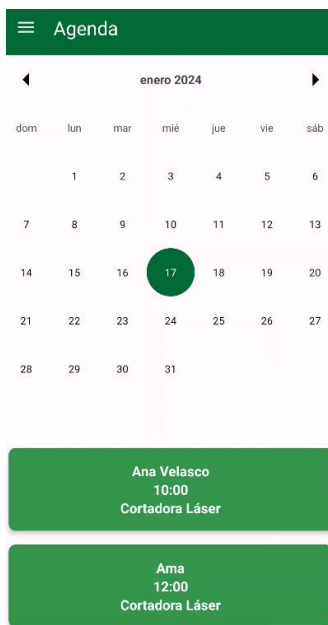 Agenda
enero 2024
dom lun mar mié jue vie sáb
1 2 3 4 5 6
7 8 9 10 11 12 13
14 15 16 17 18 19 20
21 22 23 24 25 26 27
28 29 30 31
Ana Velasco
10:00
Cortadora Láser
Ama
12:00
Cortadora Láser